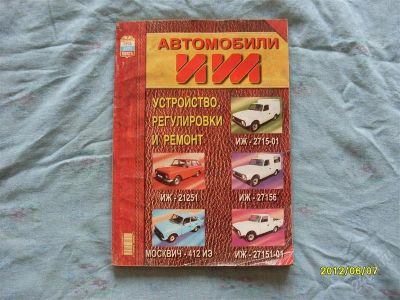 АВТОМОБИЛИ
ИЖ
УСТРОЙСТВО,
РЕГУЛИРОВКИ
И РЕМОНТ
ИЖ - 2715-01
ИЖ - 21251
ИЖ - 27156
МОСКВИЧ - 412 ИЭ
ИЖ - 27151-01
2012/06/07